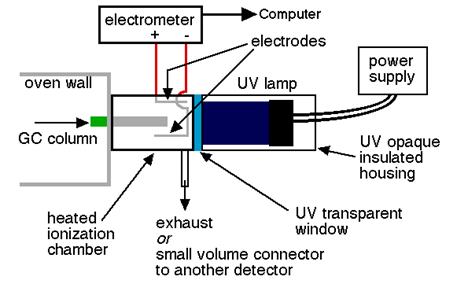 electrometer
+ -
Computer
electrodes
oven wall
UV lamp
power
supply
GC column
UV opaque
insulated
housing
heated
ionization
chamber
exhaust
or
small volume connector
to another detector
UV transparent
window